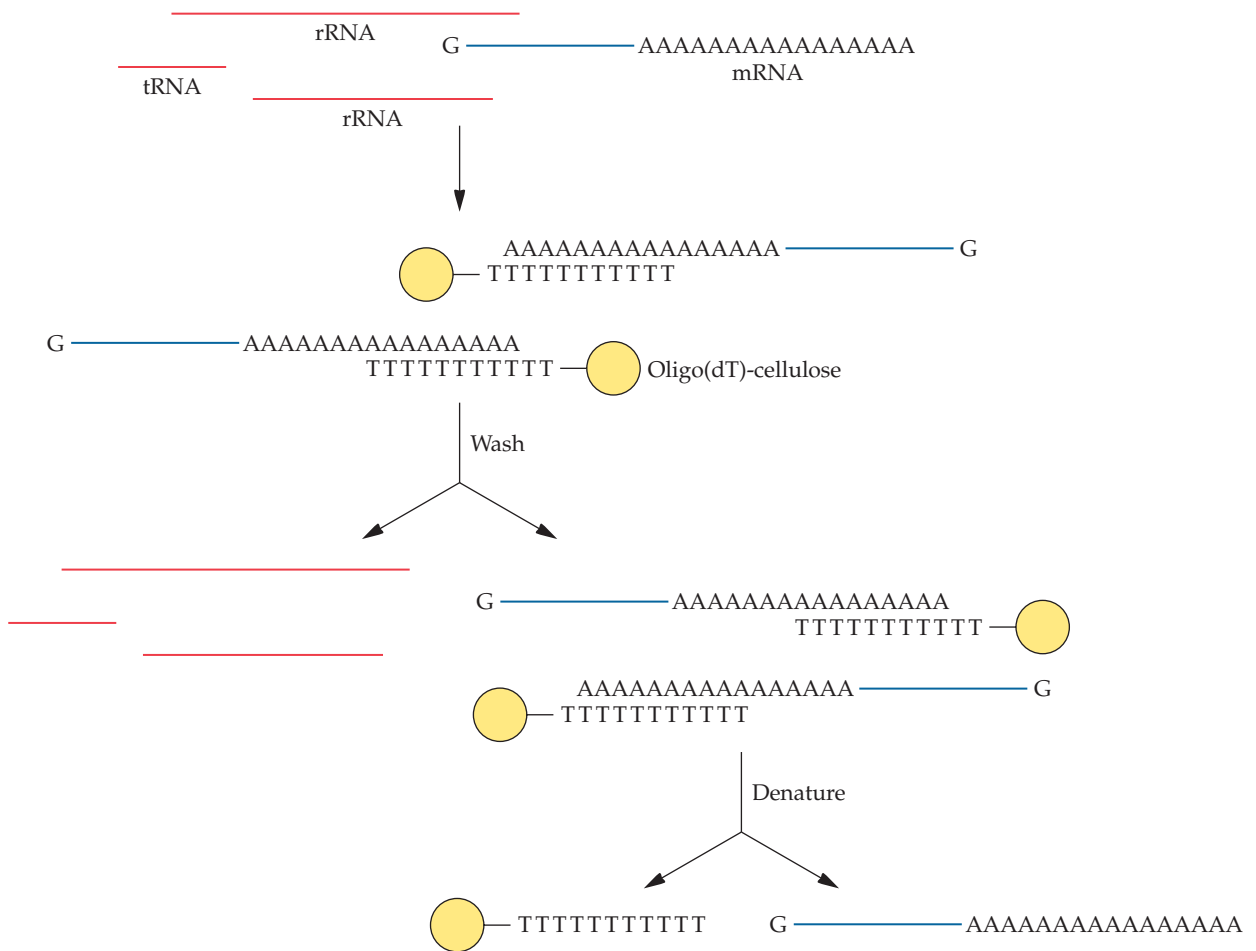 rRNA
G AAAAAAAAAAAAAAAA
mRNA
tRNA
rRNA
AAAAAAAAAAAAAAAA G
TTTTTTTTTTT
G AAAAAAAAAAAAAAAA
TTTTTTTTTTT Oligo(dT)-cellulose
Wash
G AAAAAAAAAAAAAAAA
TTTTTTTTTTT
AAAAAAAAAAAAAAAA G
TTTTTTTTTTT
Denature
TTTTTTTTTTT G AAAAAAAAAAAAAAAA